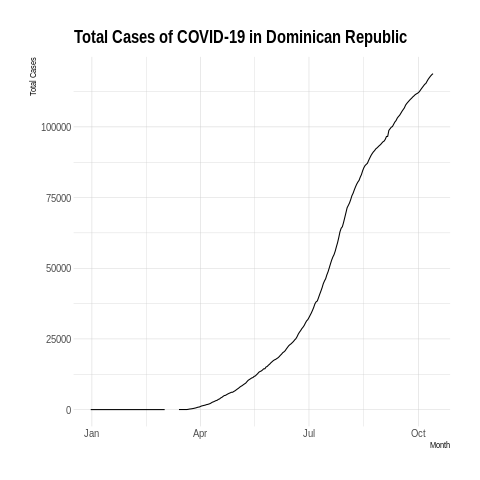 Total Cases of COVID-19 in Dominican Republic
Total Cases
100000
75000
50000
25000
0
Jan Apr Jul Oct
Month